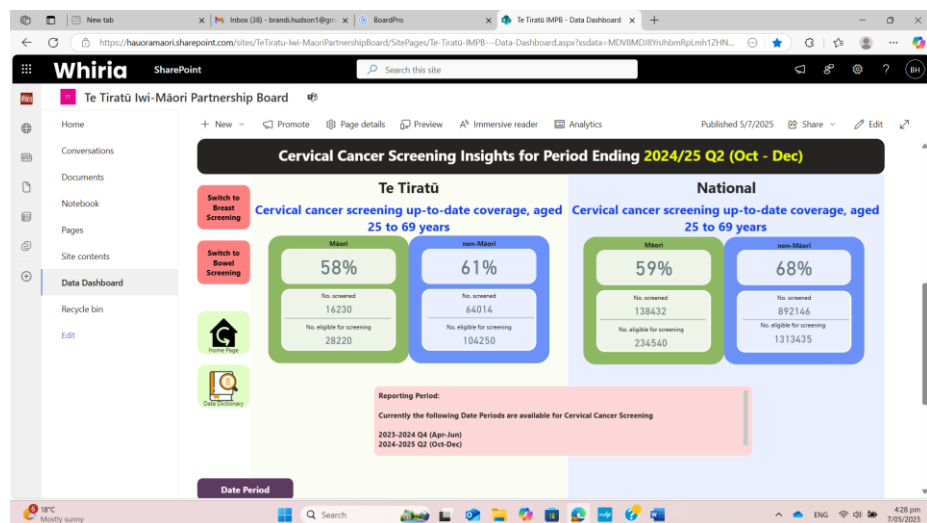 New tab
Inbox (38) - brandi.hudson1@gm
BoardPro
Te Tiratū IMPB - Data Dashboard
https://hauoramaori.sharepoint.com/sites/TeTiratu-Iwi-MaoriPartnershipBoard/SitePages/Te-Tiratū-IMPB---Data-Dashboard.aspx?xsdata=MDV8MDJ8YnJhbmRpLmh1ZHN...
Whiria SharePoint
Search this site
BH
Te Tiratū Iwi-Māori Partnership Board
Home
Conversations
Documents
Notebook
Pages
Site contents
Data Dashboard
Recycle bin
Edit
New Promote Page details Preview Immersive reader Analytics Published 5/7/2025 Share Edit
Cervical Cancer Screening Insights for Period Ending 2024/25 Q2 (Oct - Dec)
Switch to
Breast
Screening
Switch to
Bowel
Screening
Home Page
Data Dictionary
Te Tiratū
Cervical cancer screening up-to-date coverage, aged
25 to 69 years
Māori
58%
No. screened
16230
No. eligible for screening
28220
non-Māori
61%
No. screened
64014
No. eligible for screening
104250
National
Cervical cancer screening up-to-date coverage, aged
25 to 69 years
Māori
59%
No. screened
138432
No. eligible for screening
234540
non-Māori
68%
No. screened
892146
No. eligible for screening
1313435
Reporting Period:
Currently the following Date Periods are available for Cervical Cancer Screening
2023-2024 Q4 (Apr-Jun)
2024-2025 Q2 (Oct-Dec)
Date Period
6
18°C
Mostly sunny
Search
ENG
4:28 pm
7/05/2025